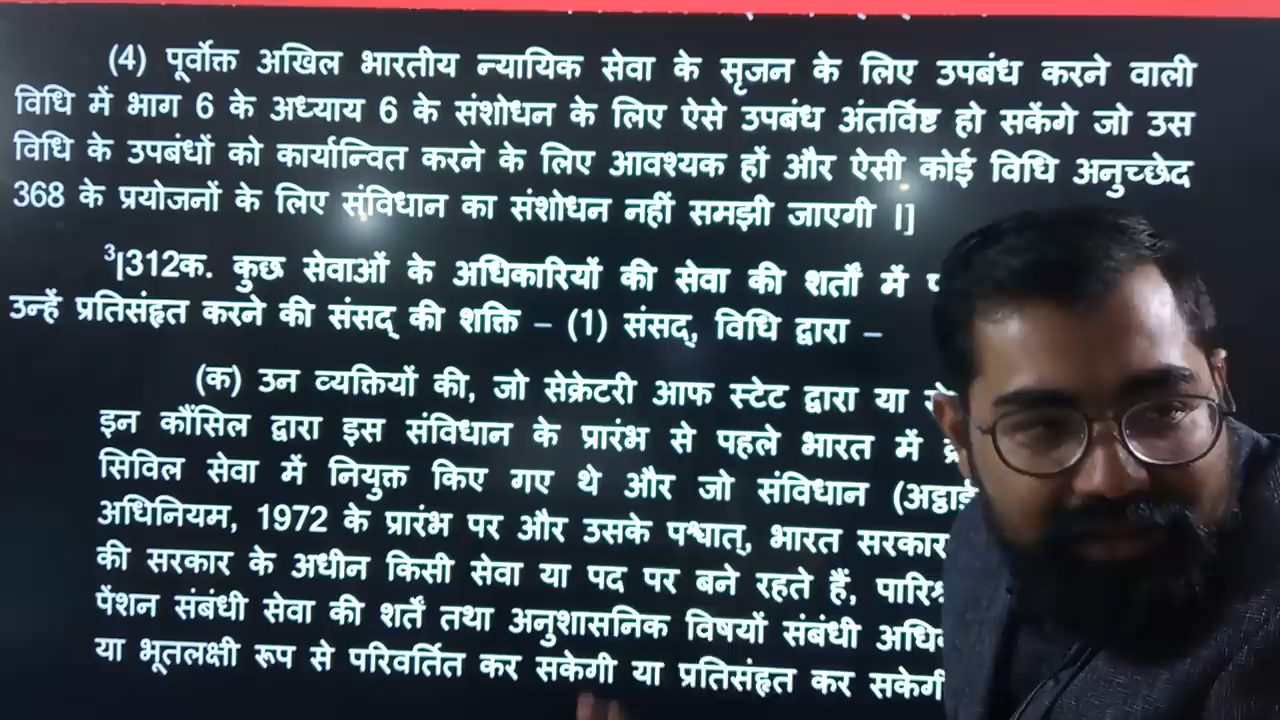 (4) पूर्वोक्त अखिल भारतीय न्यायिक सेवा के सृजन के लिए उपबंध करने वाली
विधि में भाग 6 के अध्याय 6 के संशोधन के लिए ऐसे उपबंध अंतर्विष्ट हो सकेंगे जो उस
विधि के उपबंधों को कार्यान्वित करने के लिए आवश्यक हों और ऐसी कोई विधि अनुच्छेद
368 के प्रयोजनों के लिए संविधान का संशोधन नहीं समझी जाएगी ।]
3[312क. कुछ सेवाओं के अधिकारियों की सेवा की शर्तों में
उन्हें प्रतिसंहृत करने की संसद् की शक्ति – (1) संसद्, विधि द्वारा –
(क) उन व्यक्तियों की, जो सेक्रेटरी आफ स्टेट द्वारा या
इन कौंसिल द्वारा इस संविधान के प्रारंभ से पहले भारत में
सिविल सेवा में नियुक्त किए गए थे और जो संविधान
अधिनियम, 1972 के प्रारंभ पर और उसके पश्चात्, भारत सरकार
की सरकार के अधीन किसी सेवा या पद पर बने रहते हैं,
पेंशन संबंधी सेवा की शर्तें तथा अनुशासनिक विषयों संबंधी
या भूतलक्षी रूप से परिवर्तित कर सकेगी या प्रतिसंहृत कर सकेगी